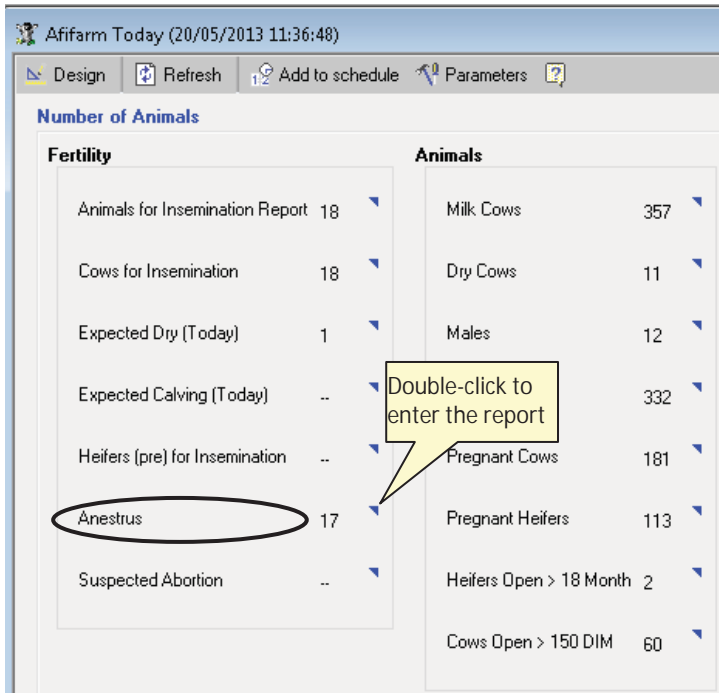 Afifarm Today (20/05/2013 11:36:48)
Design Refresh Add to schedule Parameters
Number of Animals
Fertility
Animals for Insemination Report 18
Cows for Insemination 18
Expected Dry (Today) 1
Expected Calving (Today) --
Heifers (pre) for Insemination --
Anestrus 17
Suspected Abortion --
Animals
Milk Cows 357
Dry Cows 11
Males 12
332
Pregnant Cows 181
Pregnant Heifers 113
Heifers Open > 18 Month 2
Cows Open > 150 DIM 60
Double-click to
enter the report